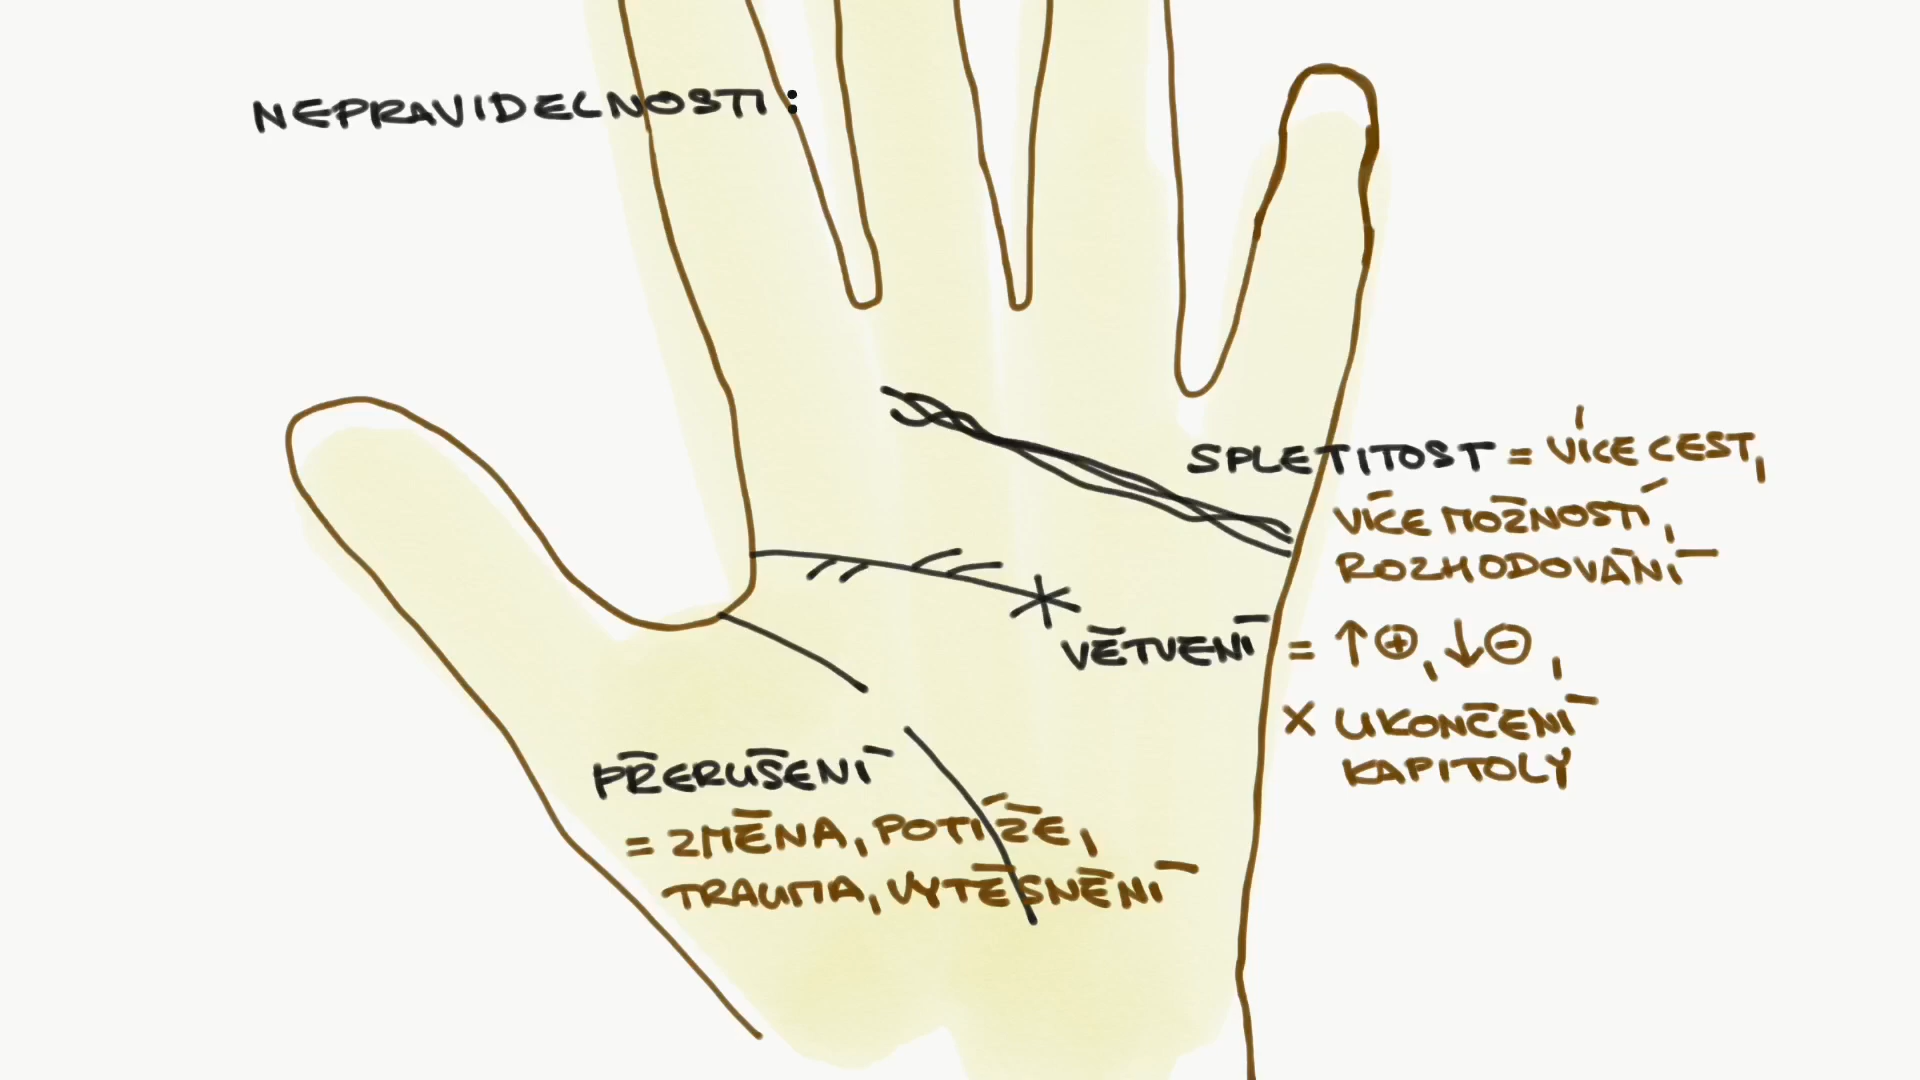 NEPRAVIDELNOSTI:
SPLETITOST = VÍCE CEST,
VÍCE MOŽNOSTÍ,
ROZHODOVÁNÍ
VĚTVENÍ = ↑⊕, ↓⊖,
× UKONČENÍ
KAPITOLY
PŘERUŠENÍ
= ZMĚNA, POTÍŽE,
TRAUMA, VYTĚSNĚNÍ